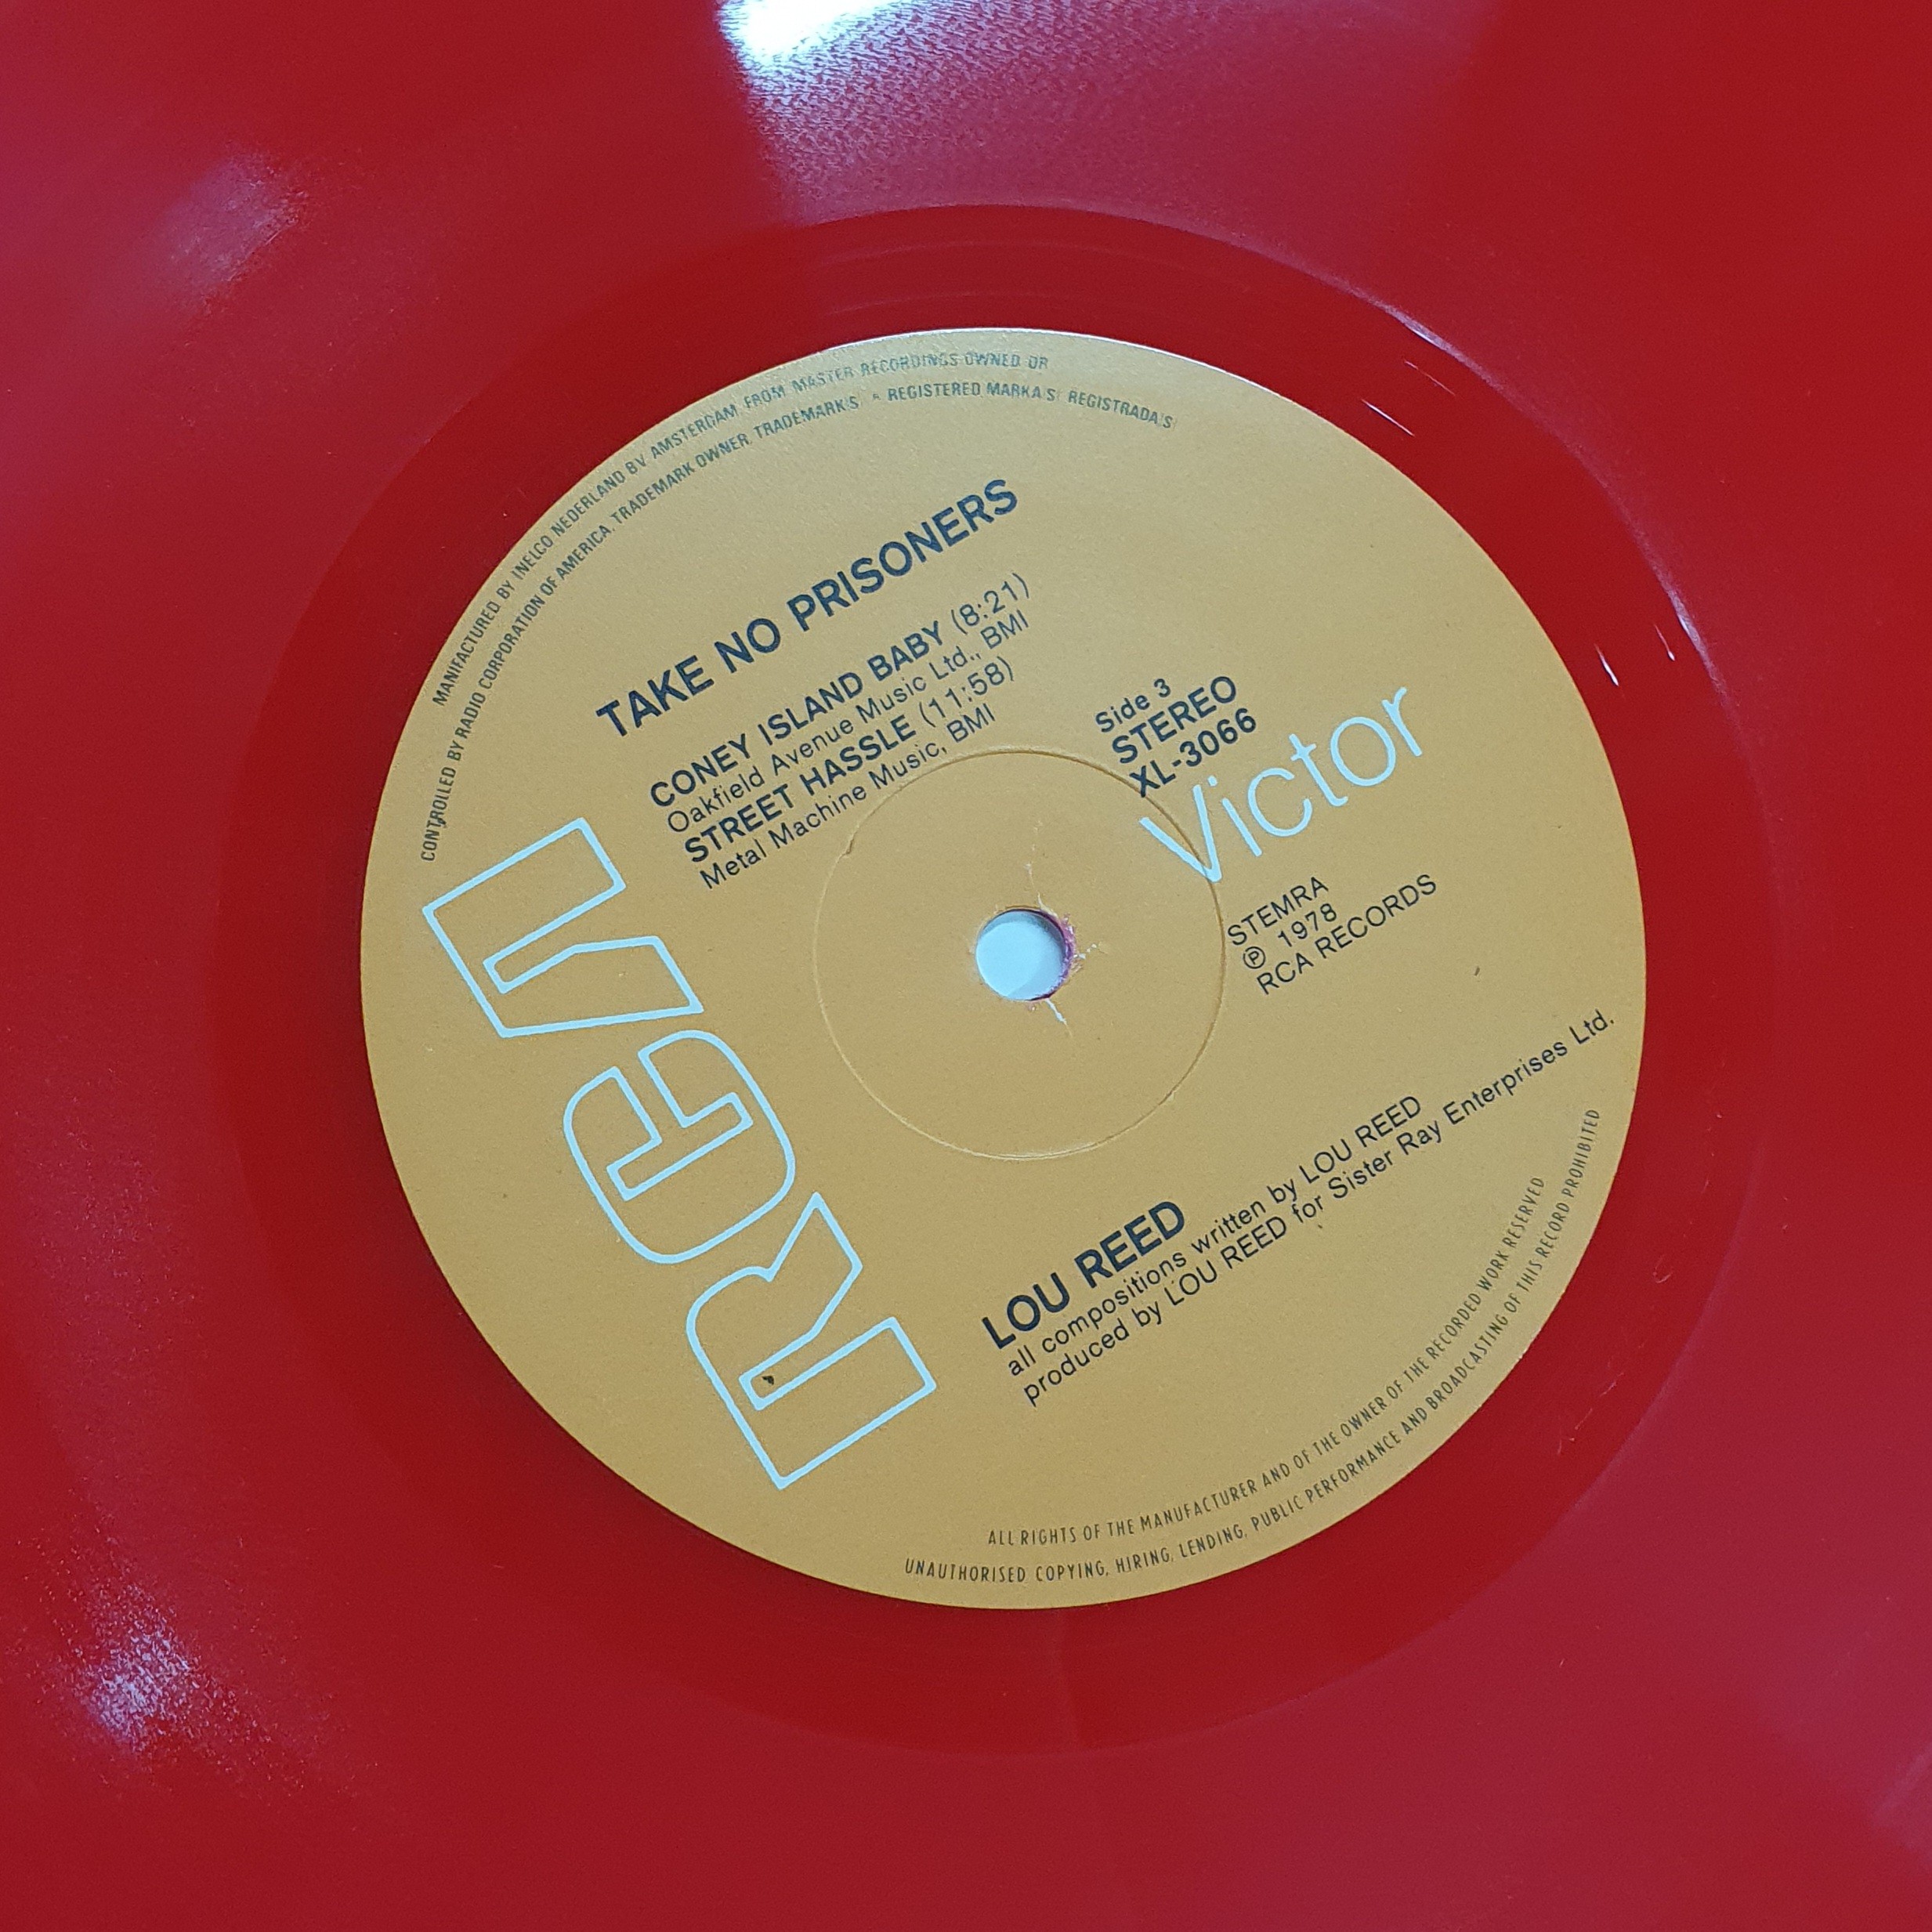 MANIFACTURED BY INELCO NEDERLAND BV AMSTERDAM, FROM MASTER RECORDINGS OWNED OR
CONTROLLED BY RADIO CORPORATION OF AMERICA, TRADEMARK OWNER, TRADEMARK'S REGISTERED MARKA'S REGISTRADA'S
TAKE NO PRISONERS
CONEY ISLAND BABY (8:21)
Oakfield Avenue Music Ltd., BMI
STREET HASSLE (11:58)
Metal Machine Music, BMI
Side 3
STEREO
XL-3066
RCA
Victor
STEMRA
℗ 1978
RCA RECORDS
LOU REED
all compositions written by LOU REED
produced by LOU REED for Sister Ray Enterprises Ltd.
ALL RIGHTS OF THE MANUFACTURER AND OF THE OWNER OF THE RECORDED WORK RESERVED
UNAUTHORISED COPYING, HIRING, LENDING, PUBLIC PERFORMANCE AND BROADCASTING OF THIS RECORD PROHIBITED